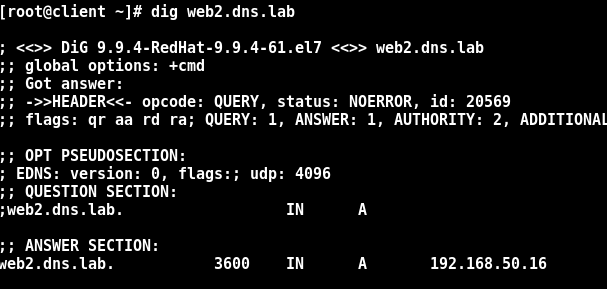 [root@client ~]# dig web2.dns.lab
; <<>> DiG 9.9.4-RedHat-9.9.4-61.el7 <<>> web2.dns.lab
;; global options: +cmd
;; Got answer:
;; ->>HEADER<<- opcode: QUERY, status: NOERROR, id: 20569
;; flags: qr aa rd ra; QUERY: 1, ANSWER: 1, AUTHORITY: 2, ADDITIONAL
;; OPT PSEUDOSECTION:
; EDNS: version: 0, flags:; udp: 4096
;; QUESTION SECTION:
;web2.dns.lab. IN A
;; ANSWER SECTION:
web2.dns.lab. 3600 IN A 192.168.50.16